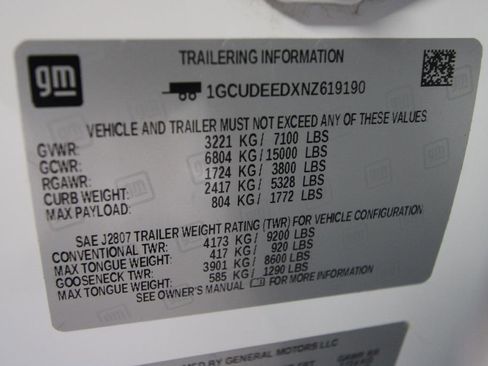 gm
TRAILERING INFORMATION
1GCUDEEDXNZ619190
VEHICLE AND TRAILER MUST NOT EXCEED ANY OF THESE VALUES
GVWR: 3221 KG/ 7100 LBS
GCWR: 6804 KG/ 15000 LBS
RGAWR: 1724 KG/ 3800 LBS
CURB WEIGHT: 2417 KG/ 5328 LBS
MAX PAYLOAD: 804 KG/ 1772 LBS
SAE J2807 TRAILER WEIGHT RATING (TWR) FOR VEHICLE CONFIGURATION
CONVENTIONAL TWR: 4173 KG/ 9200 LBS
MAX TONGUE WEIGHT: 417 KG/ 920 LBS
GOOSENECK TWR: 3901 KG/ 8600 LBS
MAX TONGUE WEIGHT: 585 KG/ 1290 LBS
SEE OWNER'S MANUAL FOR MORE INFORMATION
BY GENERAL MOTORS LLC